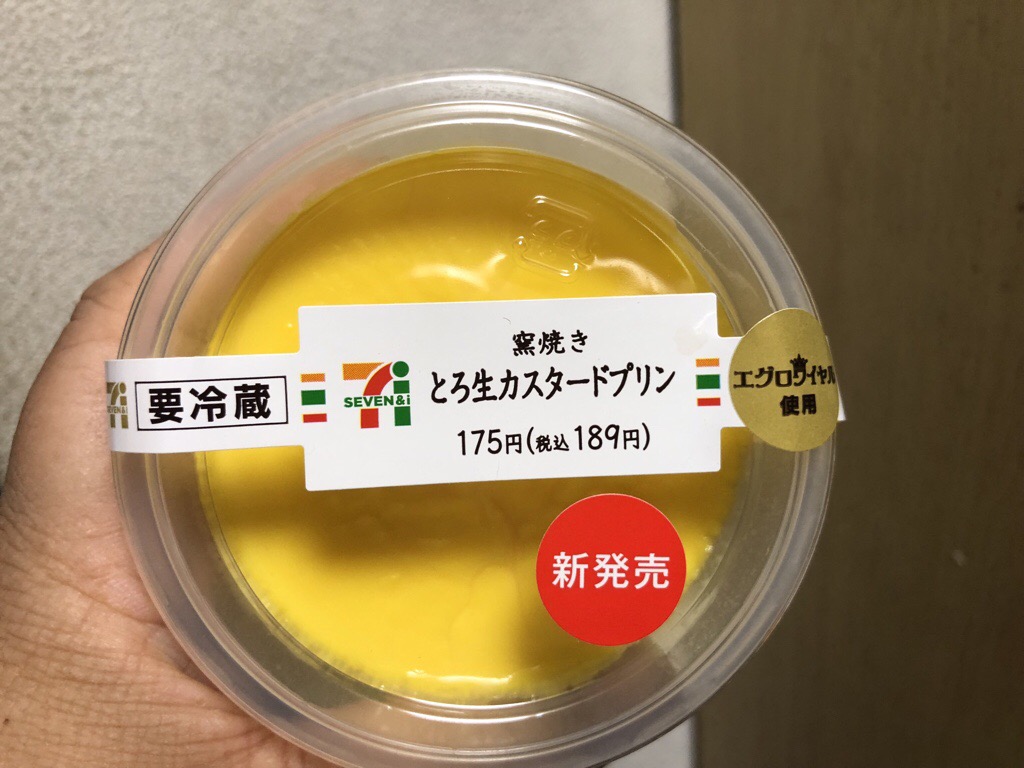 窯焼き
とろ生カスタードプリン
175円(税込189円)
要冷蔵
SEVEN&i
SEVEN&i
エグロワイヤル
使用
新発売